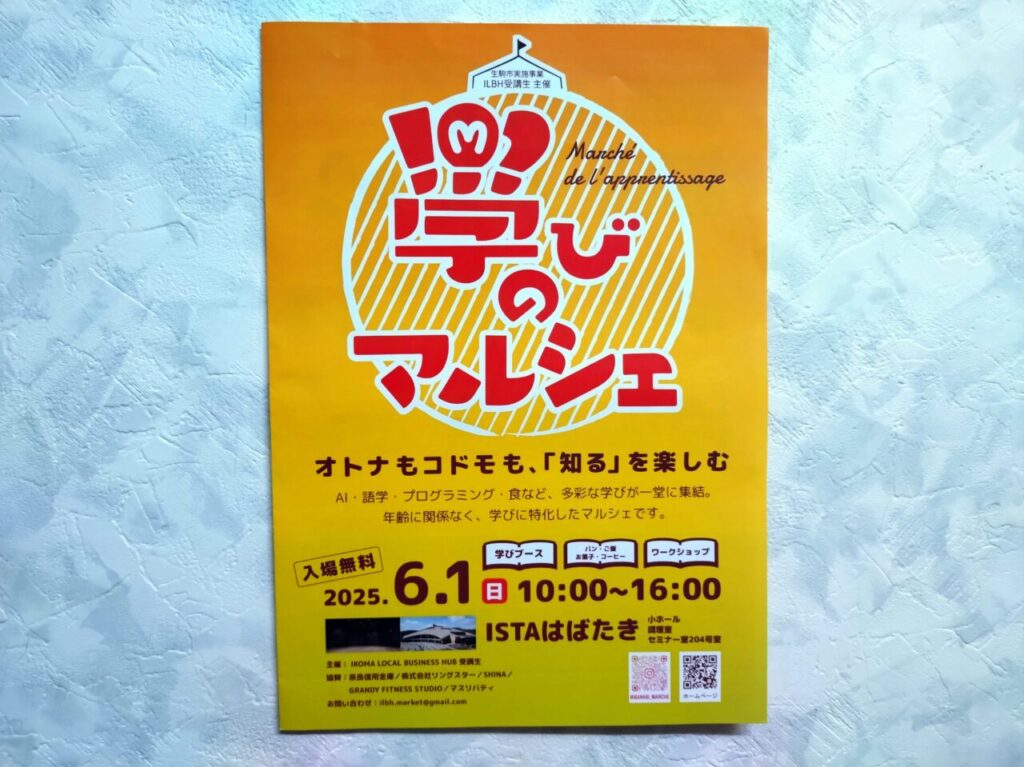 生駒市実施事業
ILBH受講生 主催
Marché
de l'apprentissage
学び
の
マルシェ
オトナもコドモも、「知る」を楽しむ
AI・語学・プログラミング・食など、多彩な学びが一堂に集結。
年齢に関係なく、学びに特化したマルシェです。
入場無料
学びブース
パン・ご飯
お菓子・コーヒー
ワークショップ
2025. 6.1 日 10:00〜16:00
ISTAはばたき
小ホール
調理室
セミナー室204号室
主催： IKOMA LOCAL BUSINESS HUB 受講生
協賛：奈良信用金庫／株式会社リングスター／SHINA／
GRANDY FITNESS STUDIO／マスリパティ
お問い合わせ：ilbh.market@gmail.com
@MANABI_MARCHE
ホームページ